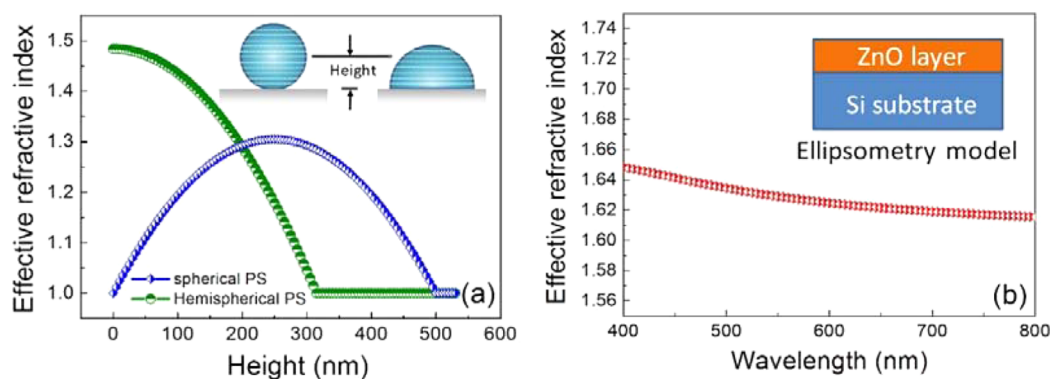 Effective refractive index
1.5
1.4
1.3
1.2
1.1
1.0
Height
spherical PS
Hemispherical PS
(a)
0 100 200 300 400 500 600
Height (nm)
Effective refractive index
1.74
1.72
1.70
1.68
1.66
1.64
1.62
1.60
1.58
1.56
ZnO layer
Si substrate
Ellipsometry model
(b)
400 500 600 700 800
Wavelength (nm)